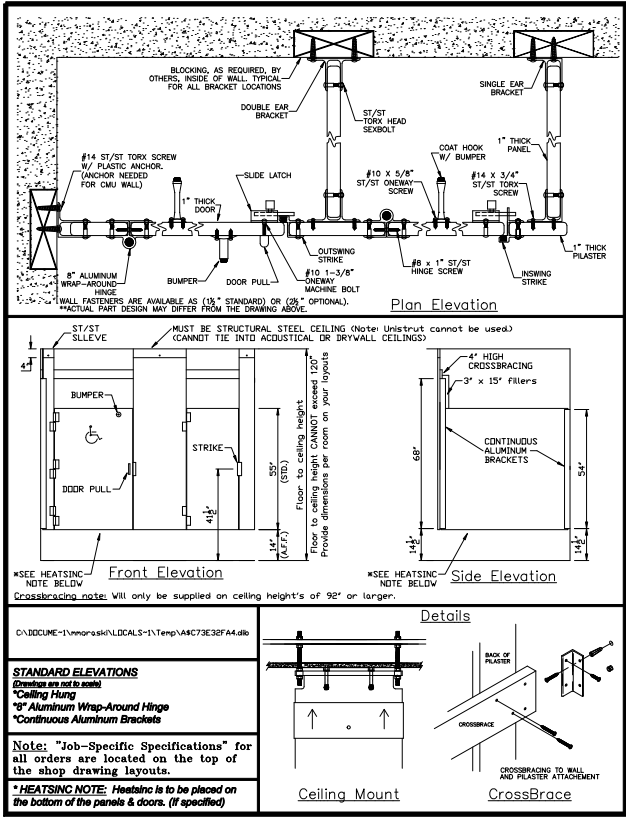 BLOCKING, AS REQUIRED, BY
OTHERS, INSIDE OF WALL. TYPICAL
FOR ALL BRACKET LOCATIONS
DOUBLE EAR
BRACKET
ST/ST
TORX HEAD
SEXBOLT
SINGLE EAR
BRACKET
1" THICK
PANEL
#14 ST/ST TORX SCREW
W/ PLASTIC ANCHOR.
(ANCHOR NEEDED
FOR CMU WALL)
1" THICK
DOOR
SLIDE LATCH
#10 X 5/8"
ST/ST ONEWAY
SCREW
COAT HOOK
W/ BUMPER
#14 X 3/4"
ST/ST TORX
SCREW
8" ALUMINUM
WRAP-AROUND
HINGE
BUMPER
DOOR PULL
OUTSWING
STRIKE
#10 1-3/8"
ONEWAY
MACHINE BOLT
#8 x 1" ST/ST
HINGE SCREW
INSWING
STRIKE
1" THICK
PILASTER
WALL FASTENERS ARE AVAILABLE AS (1½" STANDARD) OR (2½" OPTIONAL).
**ACTUAL PART DESIGN MAY DIFFER FROM THE DRAWING ABOVE.
Plan Elevation
ST/ST
SLLEVE
MUST BE STRUCTURAL STEEL CEILING (Note: Unistrut cannot be used.)
(CANNOT TIE INTO ACOUSTICAL OR DRYWALL CEILINGS)
4"
BUMPER
DOOR PULL
STRIKE
41½"
55"
(STD.)
14"
(A.F.F.)
Floor to ceiling height
Floor to ceiling height CANNOT exceed 120"
Provide dimensions per room on your layouts
4" HIGH
CROSSBRACING
3" x 15" fillers
CONTINUOUS
ALUMINUM
BRACKETS
68"
54"
14½"
14½"
*SEE HEATSINC
NOTE BELOW
Front Elevation
*SEE HEATSINC
NOTE BELOW
Side Elevation
Crossbracing note: Will only be supplied on ceiling height's of 92" or larger.
C:\DOCUME~1\mmoraski\LOCALS~1\Temp\A$C73E32FA4.dlb
STANDARD ELEVATIONS
(Drawings are not to scale)
*Ceiling Hung
*8" Aluminum Wrap-Around Hinge
*Continuous Aluminum Brackets
Note: "Job-Specific Specifications" for
all orders are located on the top of
the shop drawing layouts.
* HEATSINC NOTE: Heatsinc is to be placed on
the bottom of the panels & doors. (if specified)
Details
BACK OF
PILASTER
CROSSBRACE
CROSSBRACING TO WALL
AND PILASTER ATTACHEMENT
Ceiling Mount
CrossBrace